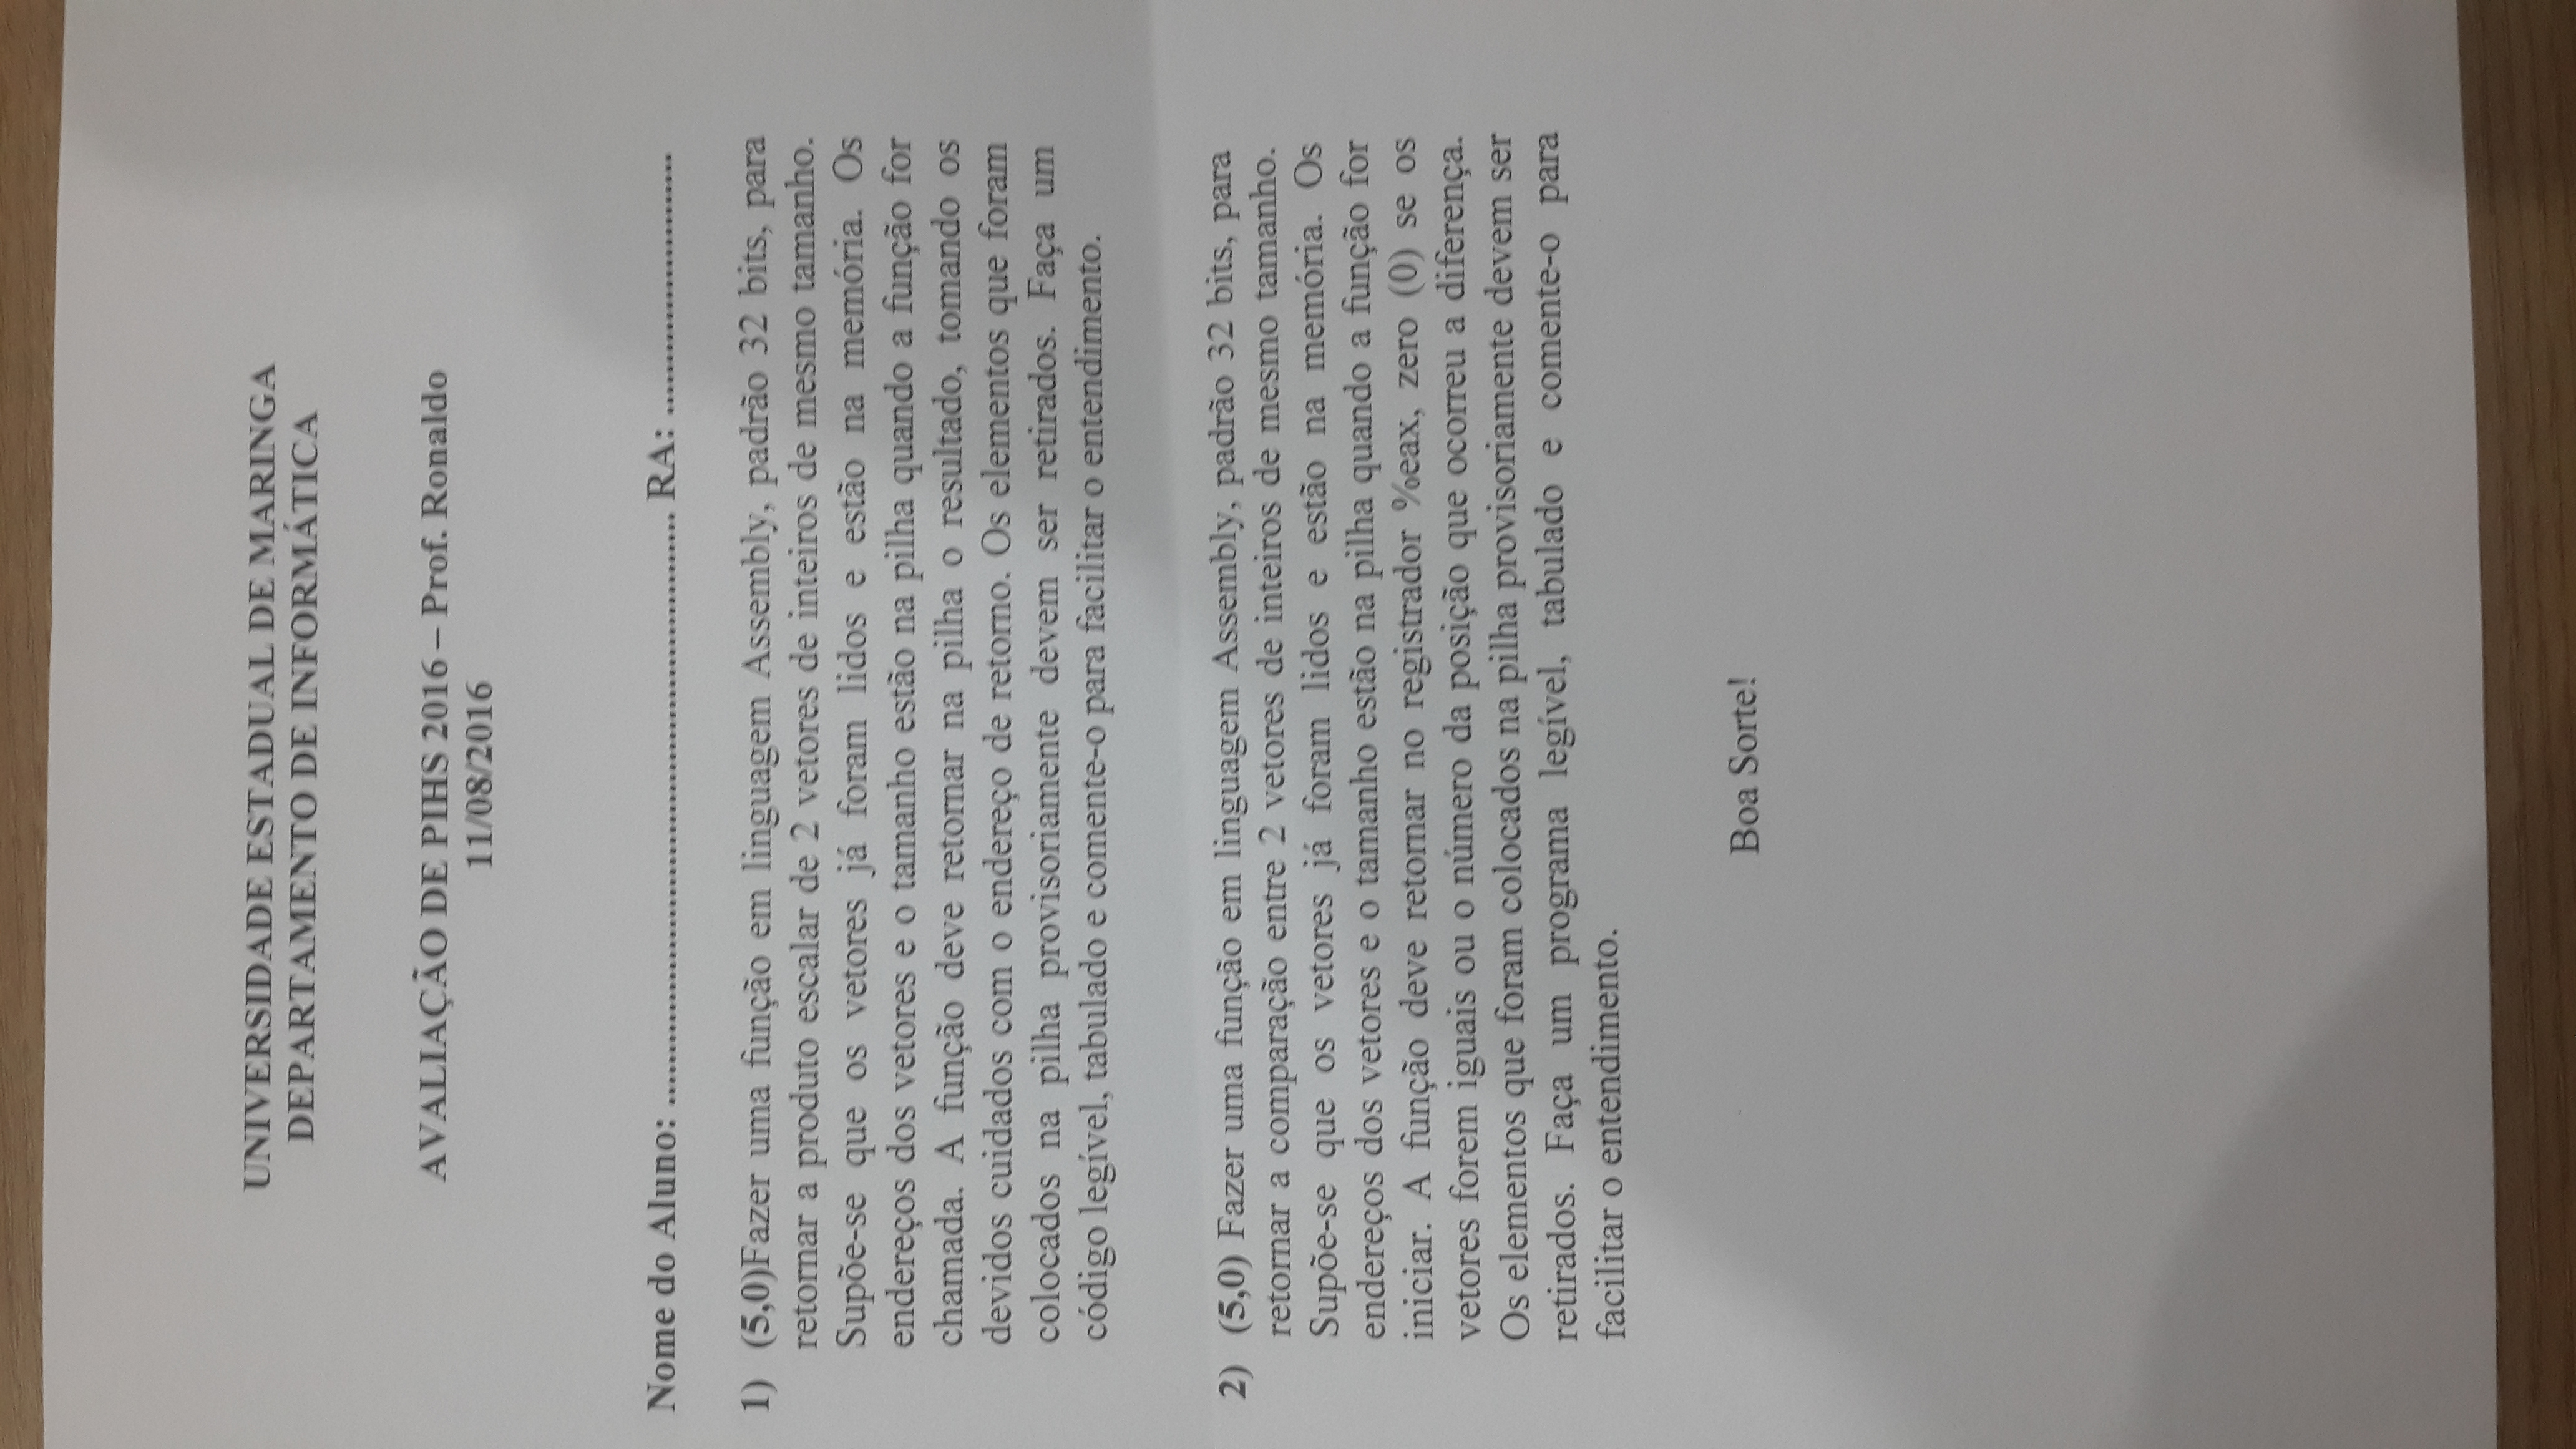 UNIVERSIDADE ESTADUAL DE MARINGA
DEPARTAMENTO DE INFORMÁTICA
AVALIAÇÃO DE PIHS 2016 – Prof. Ronaldo
11/08/2016
Nome do Aluno: ......................................................... RA: .........................
1) (5,0)Fazer uma função em linguagem Assembly, padrão 32 bits, para
retornar a produto escalar de 2 vetores de inteiros de mesmo tamanho.
Supõe-se que os vetores já foram lidos e estão na memória. Os
endereços dos vetores e o tamanho estão na pilha quando a função for
chamada. A função deve retornar na pilha o resultado, tomando os
devidos cuidados com o endereço de retorno. Os elementos que foram
colocados na pilha provisoriamente devem ser retirados. Faça um
código legível, tabulado e comente-o para facilitar o entendimento.
2) (5,0) Fazer uma função em linguagem Assembly, padrão 32 bits, para
retornar a comparação entre 2 vetores de inteiros de mesmo tamanho.
Supõe-se que os vetores já foram lidos e estão na memória. Os
endereços dos vetores e o tamanho estão na pilha quando a função for
iniciar. A função deve retornar no registrador %eax, zero (0) se os
vetores forem iguais ou o número da posição que ocorreu a diferença.
Os elementos que foram colocados na pilha provisoriamente devem ser
retirados. Faça um programa legível, tabulado e comente-o para
facilitar o entendimento.
Boa Sorte!